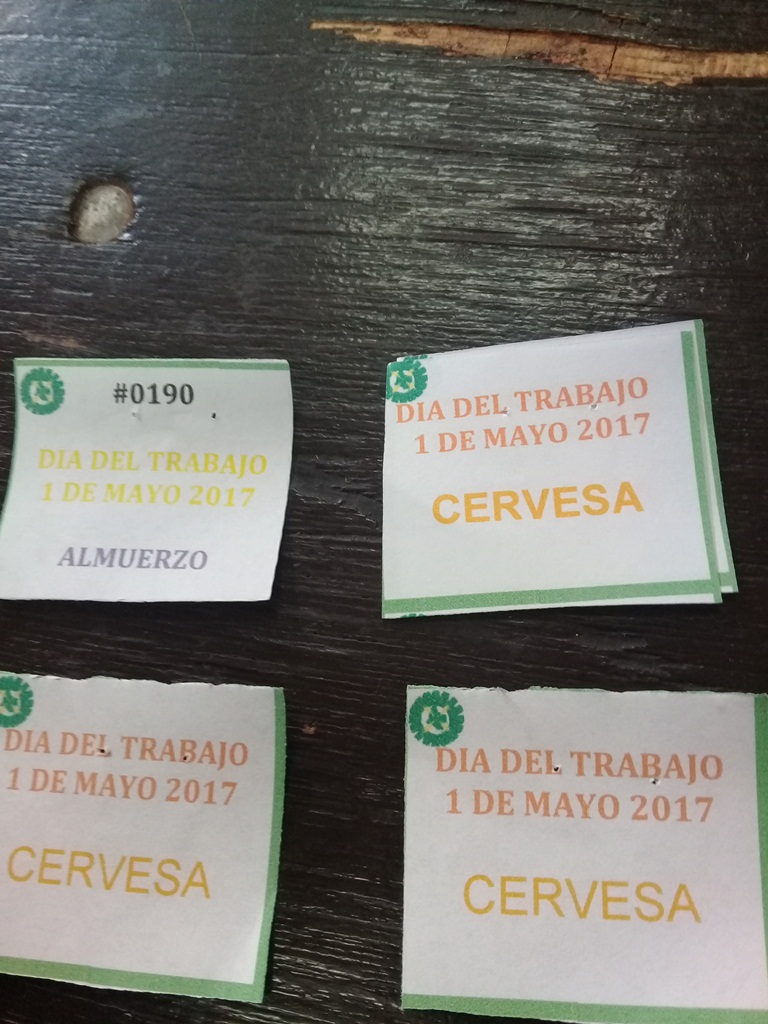 #0190
DIA DEL TRABAJO
1 DE MAYO 2017
ALMUERZO
DIA DEL TRABAJO
1 DE MAYO 2017
CERVESA
DIA DEL TRABAJO
1 DE MAYO 2017
CERVESA
DIA DEL TRABAJO
1 DE MAYO 2017
CERVESA